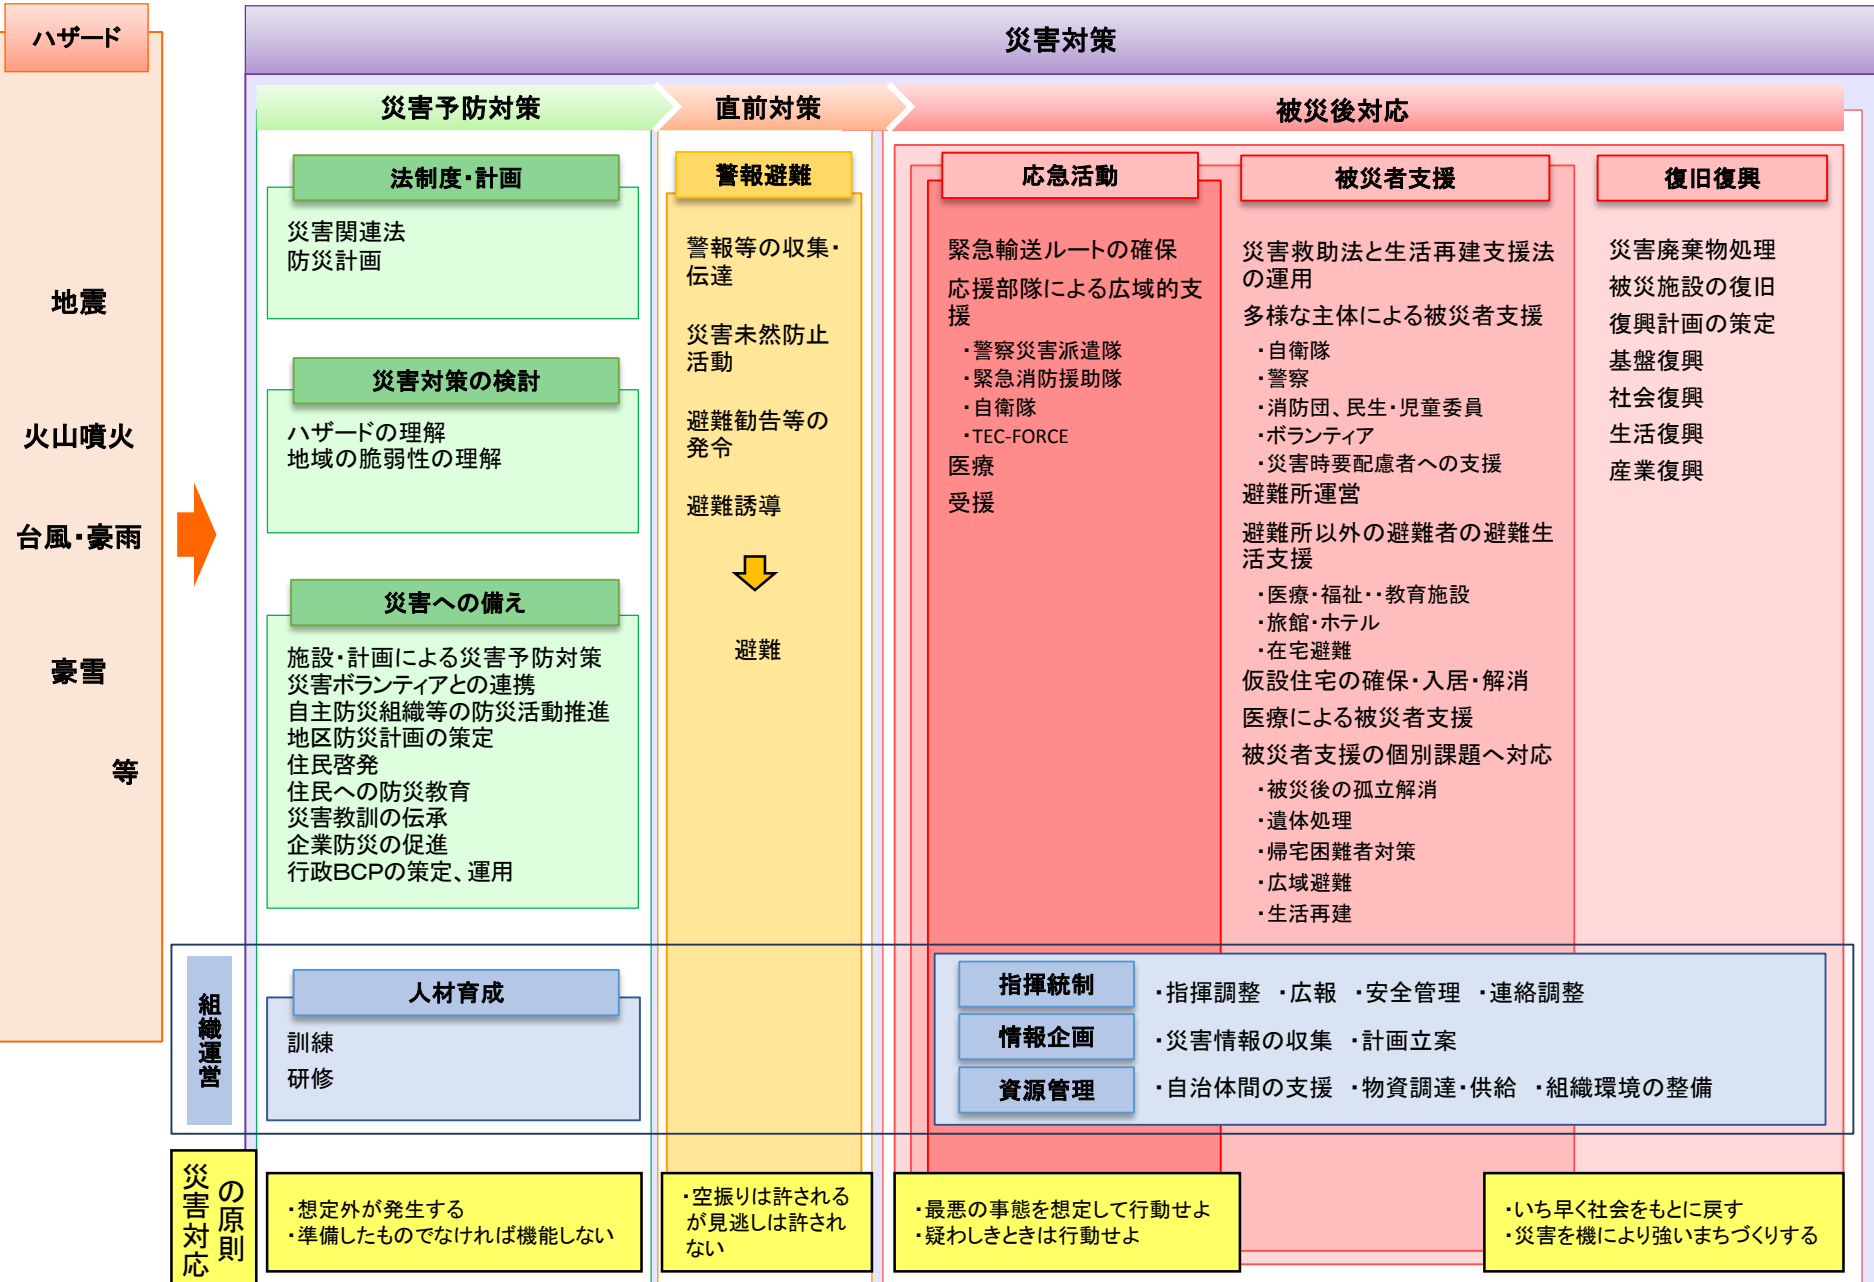 ハザード
地震
火山噴火
台風・豪雨
豪雪
等
災害対策
災害予防対策
直前対策
被災後対応
法制度・計画
災害関連法
防災計画
災害対策の検討
ハザードの理解
地域の脆弱性の理解
災害への備え
施設・計画による災害予防対策
災害ボランティアとの連携
自主防災組織等の防災活動推進
地区防災計画の策定
住民啓発
住民への防災教育
災害教訓の伝承
企業防災の促進
行政BCPの策定、運用
警報避難
警報等の収集・
伝達
災害未然防止
活動
避難勧告等の
発令
避難誘導
避難
応急活動
緊急輸送ルートの確保
応援部隊による広域的支
援
・警察災害派遣隊
・緊急消防援助隊
・自衛隊
・TEC-FORCE
医療
受援
被災者支援
災害救助法と生活再建支援法
の運用
多様な主体による被災者支援
・自衛隊
・警察
・消防団、民生・児童委員
・ボランティア
・災害時要配慮者への支援
避難所運営
避難所以外の避難者の避難生
活支援
・医療・福祉・・教育施設
・旅館・ホテル
・在宅避難
仮設住宅の確保・入居・解消
医療による被災者支援
被災者支援の個別課題へ対応
・被災後の孤立解消
・遺体処理
・帰宅困難者対策
・広域避難
・生活再建
復旧復興
災害廃棄物処理
被災施設の復旧
復興計画の策定
基盤復興
社会復興
生活復興
産業復興
組織運営
人材育成
訓練
研修
指揮統制
・指揮調整 ・広報 ・安全管理 ・連絡調整
情報企画
・災害情報の収集 ・計画立案
資源管理
・自治体間の支援 ・物資調達・供給 ・組織環境の整備
災害対応
の原則
・想定外が発生する
・準備したものでなければ機能しない
・空振りは許される
が見逃しは許され
ない
・最悪の事態を想定して行動せよ
・疑わしきときは行動せよ
・いち早く社会をもとに戻す
・災害を機により強いまちづくりする